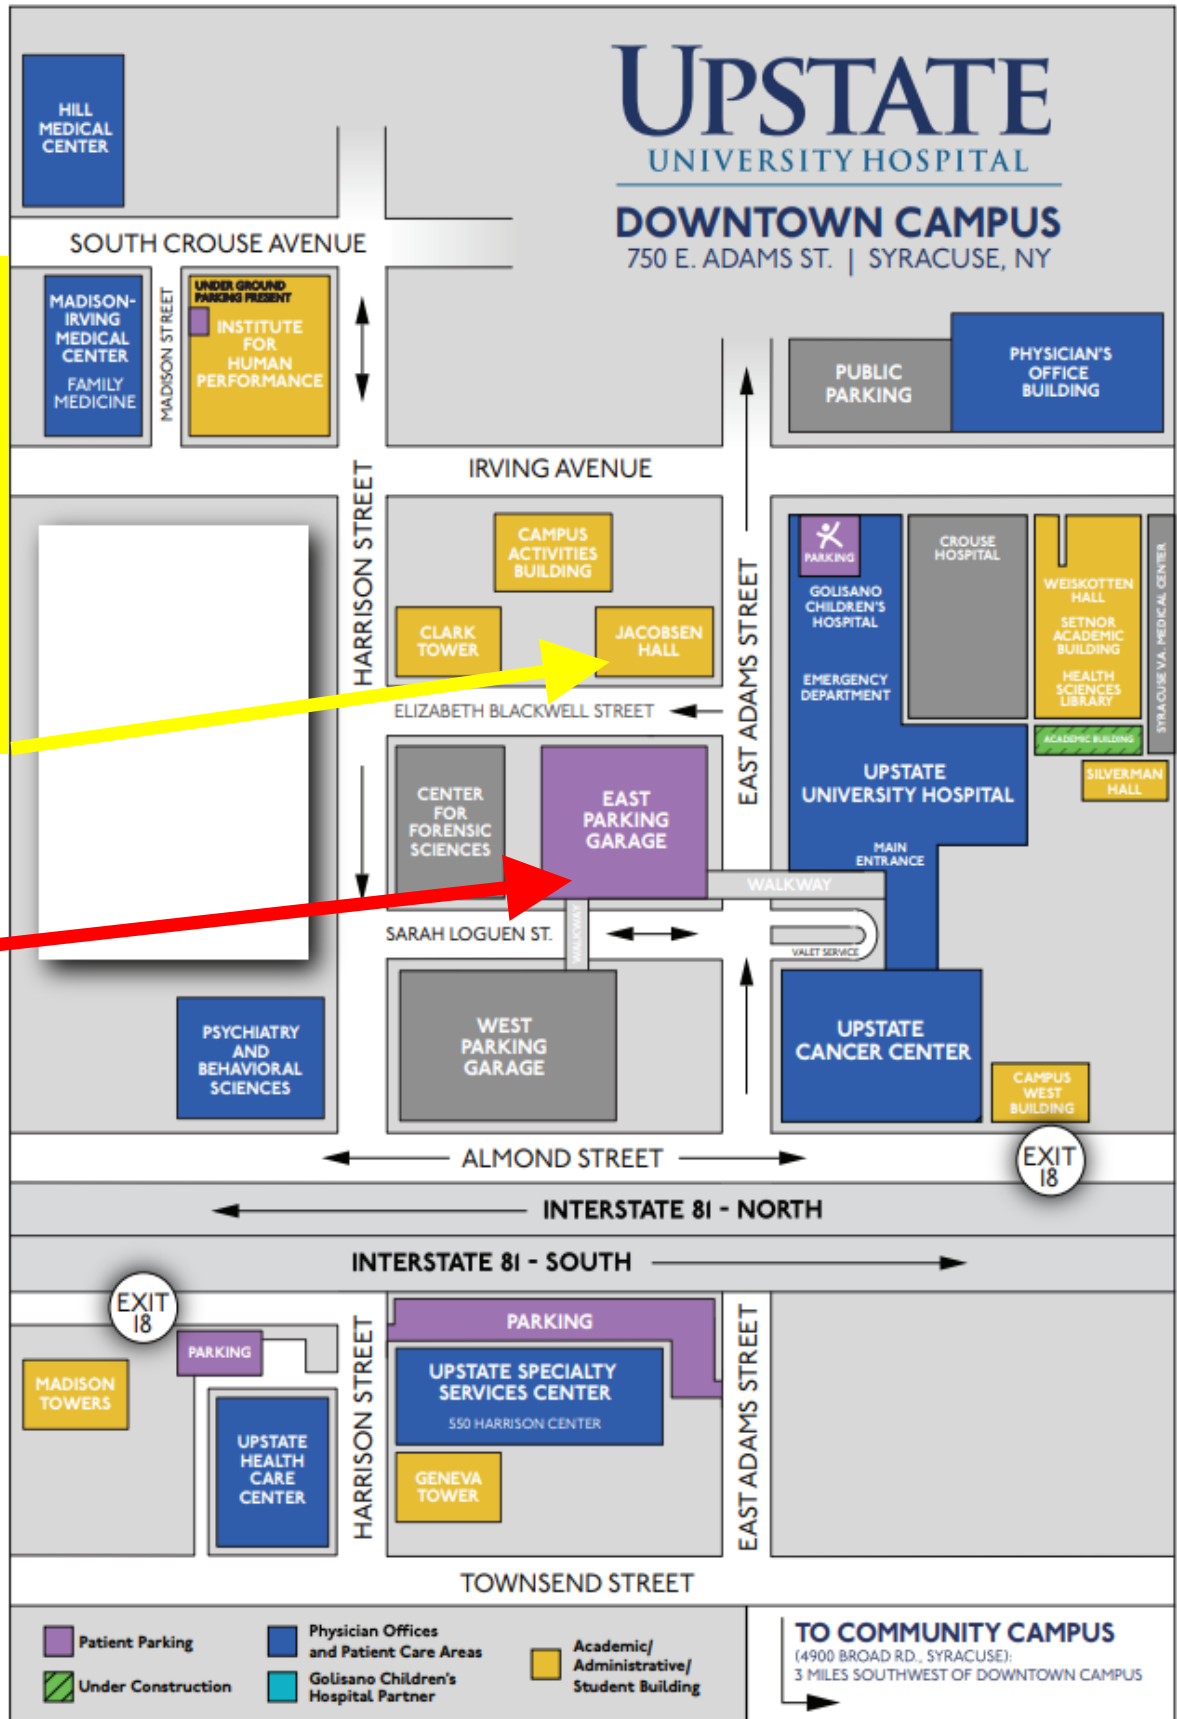 UPSTATE
UNIVERSITY HOSPITAL
DOWNTOWN CAMPUS
750 E. ADAMS ST. | SYRACUSE, NY
HILL
MEDICAL
CENTER
SOUTH CROUSE AVENUE
MADISON-
IRVING
MEDICAL
CENTER
FAMILY
MEDICINE
MADISON STREET
UNDER GROUND
PARKING PRESENT
INSTITUTE
FOR
HUMAN
PERFORMANCE
PUBLIC
PARKING
PHYSICIAN'S
OFFICE
BUILDING
IRVING AVENUE
HARRISON STREET
CAMPUS
ACTIVITIES
BUILDING
CLARK
TOWER
JACOBSEN
HALL
EAST ADAMS STREET
PARKING
GOLISANO
CHILDREN'S
HOSPITAL
EMERGENCY
DEPARTMENT
CROUSE
HOSPITAL
WEISKOTTEN
HALL
SETNOR
ACADEMIC
BUILDING
HEALTH
SCIENCES
LIBRARY
SYRACUSE V.A. MEDICAL CENTER
ACADEMIC BUILDING
SILVERMAN
HALL
ELIZABETH BLACKWELL STREET
CENTER
FOR
FORENSIC
SCIENCES
EAST
PARKING
GARAGE
UPSTATE
UNIVERSITY HOSPITAL
MAIN
ENTRANCE
WALKWAY
SARAH LOGUEN ST.
WALKWAY
VALET SERVICE
PSYCHIATRY
AND
BEHAVIORAL
SCIENCES
WEST
PARKING
GARAGE
UPSTATE
CANCER CENTER
CAMPUS
WEST
BUILDING
EXIT
18
ALMOND STREET
INTERSTATE 81 - NORTH
INTERSTATE 81 - SOUTH
EXIT
18
PARKING
MADISON
TOWERS
UPSTATE
HEALTH
CARE
CENTER
HARRISON STREET
PARKING
UPSTATE SPECIALTY
SERVICES CENTER
550 HARRISON CENTER
GENEVA
TOWER
EAST ADAMS STREET
TOWNSEND STREET
Patient Parking
Under Construction
Physician Offices
and Patient Care Areas
Golisano Children's
Hospital Partner
Academic/
Administrative/
Student Building
TO COMMUNITY CAMPUS
(4900 BROAD RD., SYRACUSE):
3 MILES SOUTHWEST OF DOWNTOWN CAMPUS